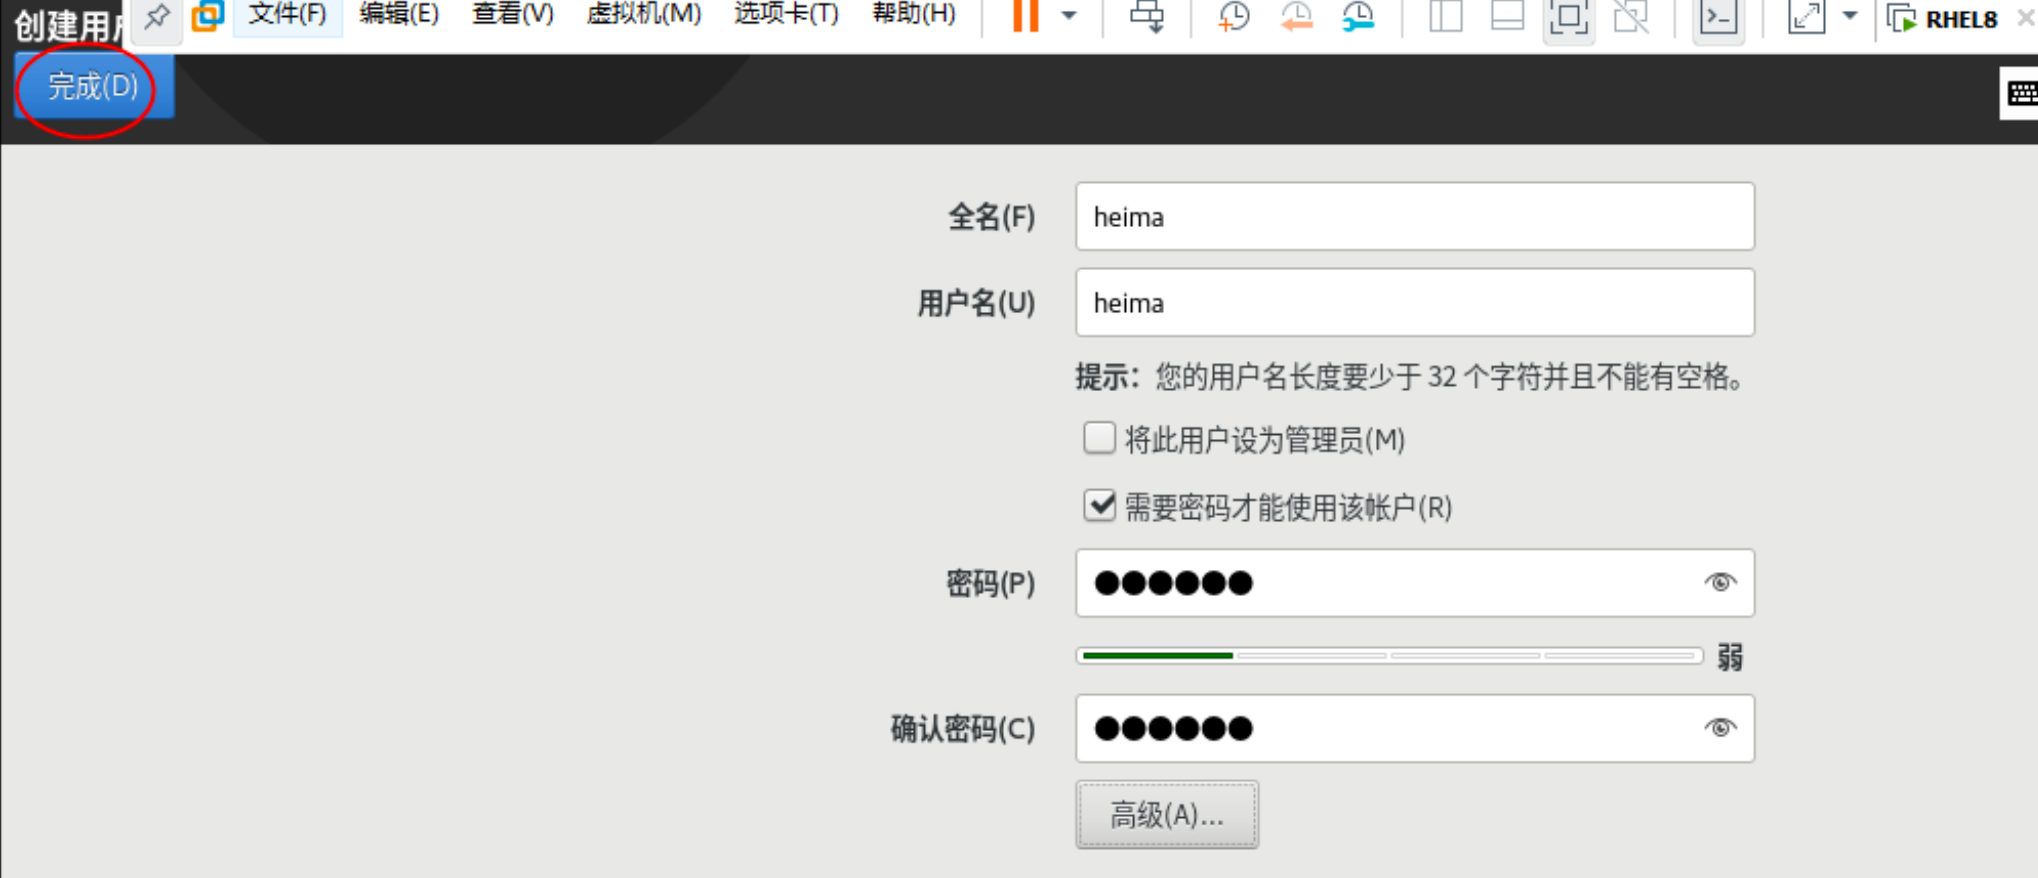 创建用户
文件(F) 编辑(E) 查看(V) 虚拟机(M) 选项卡(T) 帮助(H) RHEL8
完成(D)
全名(F) heima
用户名(U) heima
提示：您的用户名长度要少于 32 个字符并且不能有空格。
将此用户设为管理员(M)
需要密码才能使用该帐户(R)
密码(P) ●●●●●●
弱
确认密码(C) ●●●●●●
高级(A)...